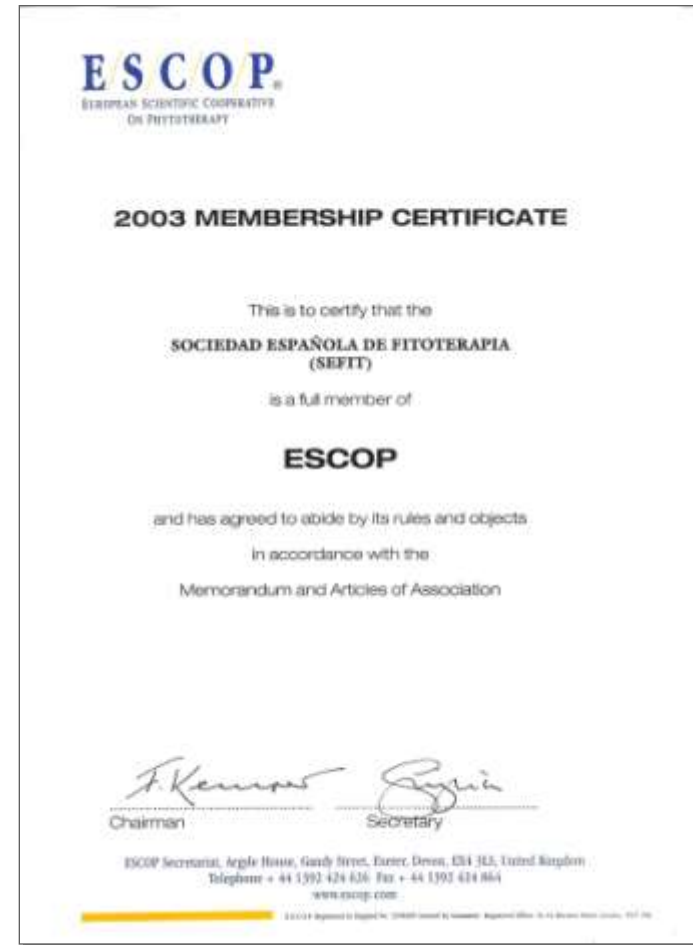 E/S/C/O/P®
EUROPEAN SCIENTIFIC COOPERATIVE
ON PHYTOTHERAPY
2003 MEMBERSHIP CERTIFICATE
This is to certify that the
SOCIEDAD ESPAÑOLA DE FITOTERAPIA
(SEFIT)
is a full member of
ESCOP
and has agreed to abide by its rules and objects
in accordance with the
Memorandum and Articles of Association
F. Kemper
Chairman Secretary
ESCOP Secretariat, Argyle House, Gandy Street, Exeter, Devon, EX4 3LS, United Kingdom
Telephone + 44 1392 424 626 Fax + 44 1392 424 864
www.escop.com